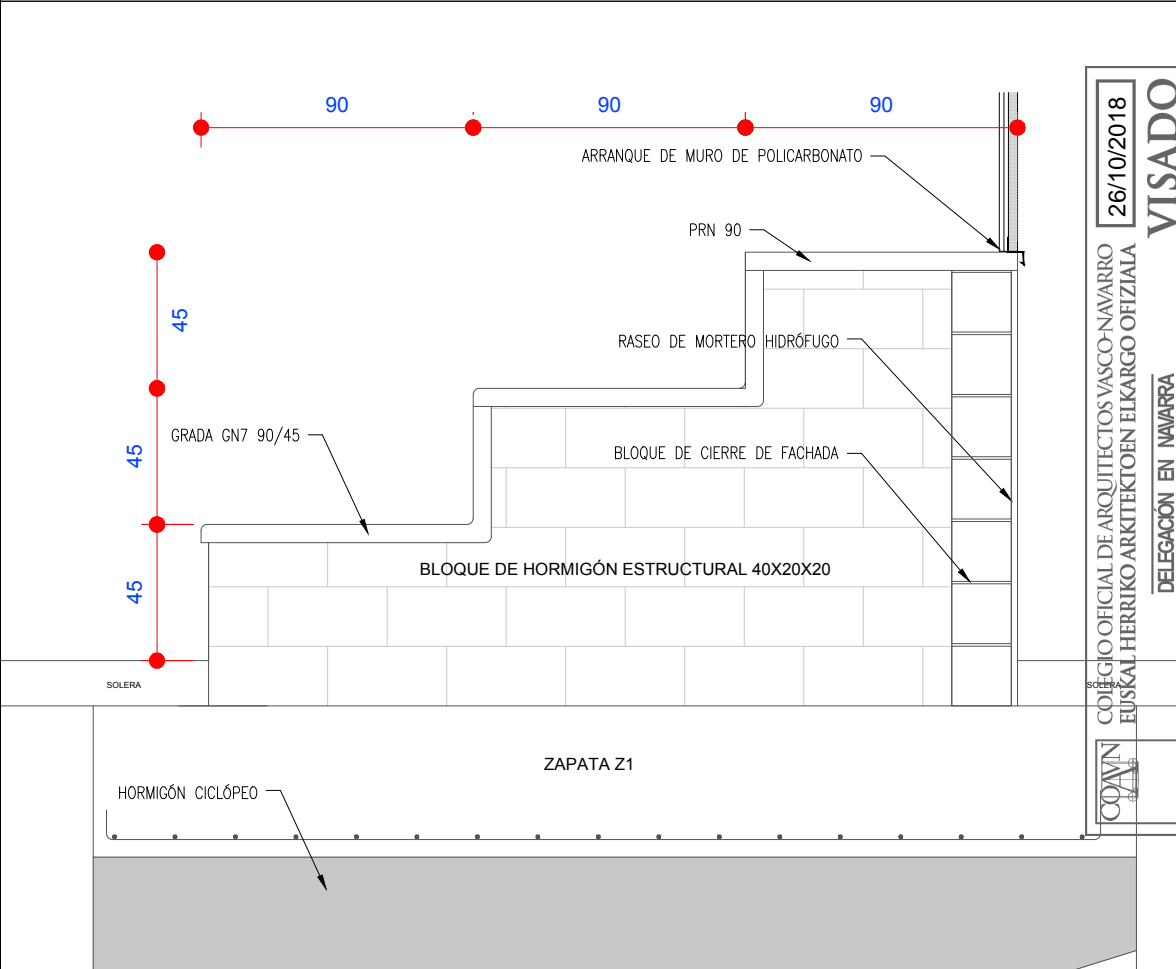 90
90
90
ARRANQUE DE MURO DE POLICARBONATO
PRN 90
45
RASEO DE MORTERO HIDRÓFUGO
GRADA GN7 90/45
45
BLOQUE DE CIERRE DE FACHADA
BLOQUE DE HORMIGÓN ESTRUCTURAL 40X20X20
45
SOLERA
SOLERA
ZAPATA Z1
HORMIGÓN CICLÓPEO
COAVN
COLEGIO OFICIAL DE ARQUITECTOS VASCO-NAVARRO
EUSKAL HERRIKO ARKITEKTOEN ELKARGO OFIZIALA
26/10/2018
DELEGACIÓN EN NAVARRA
VISADO